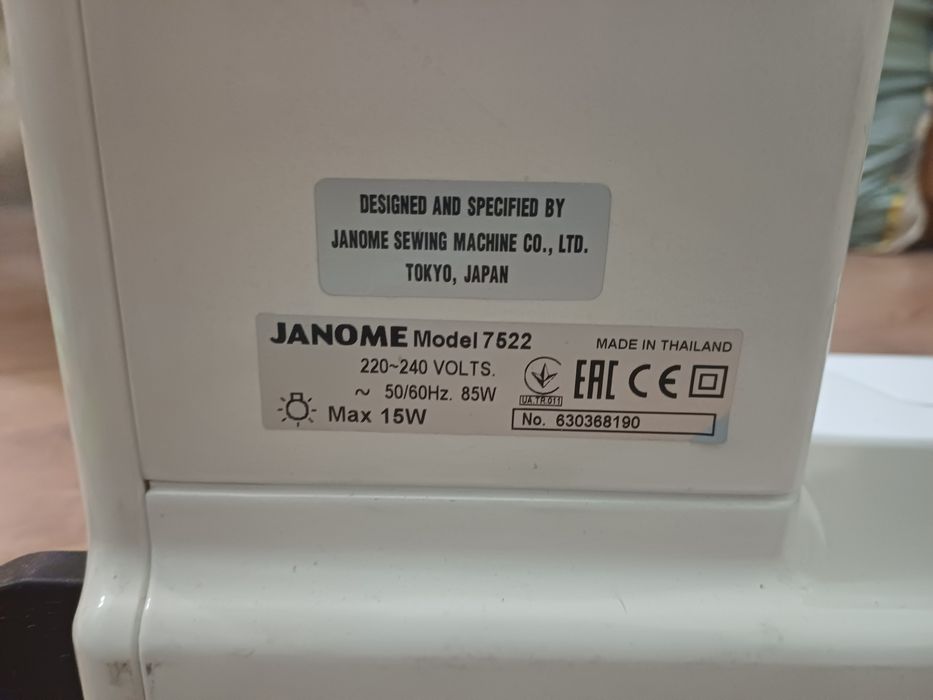 DESIGNED AND SPECIFIED BY
JANOME SEWING MACHINE CO., LTD.
TOKYO, JAPAN
JANOME Model 7522
MADE IN THAILAND
220~240 VOLTS.
~ 50/60Hz. 85W
Max 15W
UA.TR.011
EAC CE
No. 630368190